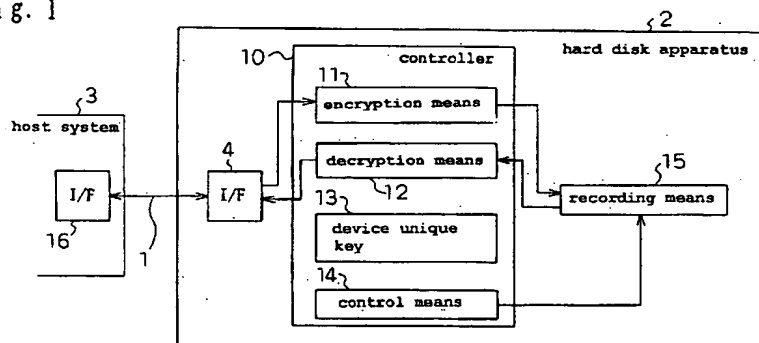 g. 1
2
hard disk apparatus
10
controller
11
encryption means
3
host system
4
I/F
decryption means
12
15
recording means
I/F
16
1
13
device unique
key
14
control means